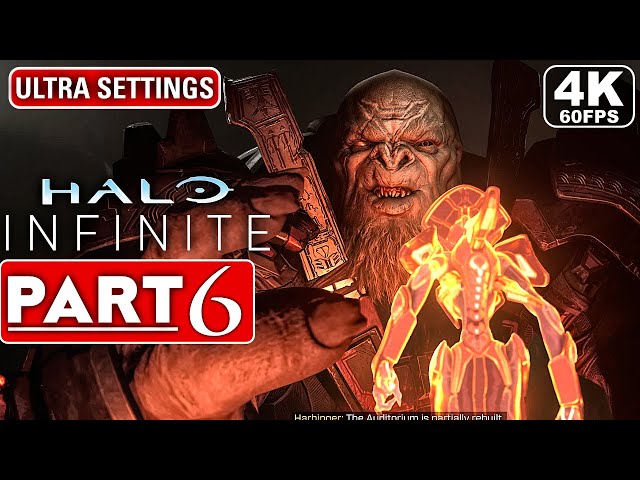 ULTRA SETTINGS
4K
60FPS
HALO
INFINITE
PART 6
Harbinger: The Auditorium is partially rebuilt.